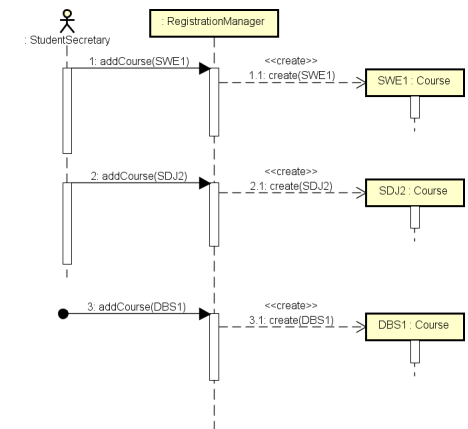 : RegistrationManager
: StudentSecretary
1: addCourse(SWE1)
<<create>>
1.1: create(SWE1)
SWE1 : Course
2: addCourse(SDJ2)
<<create>>
2.1: create(SDJ2)
SDJ2 : Course
3: addCourse(DBS1)
<<create>>
3.1: create(DBS1)
DBS1 : Course